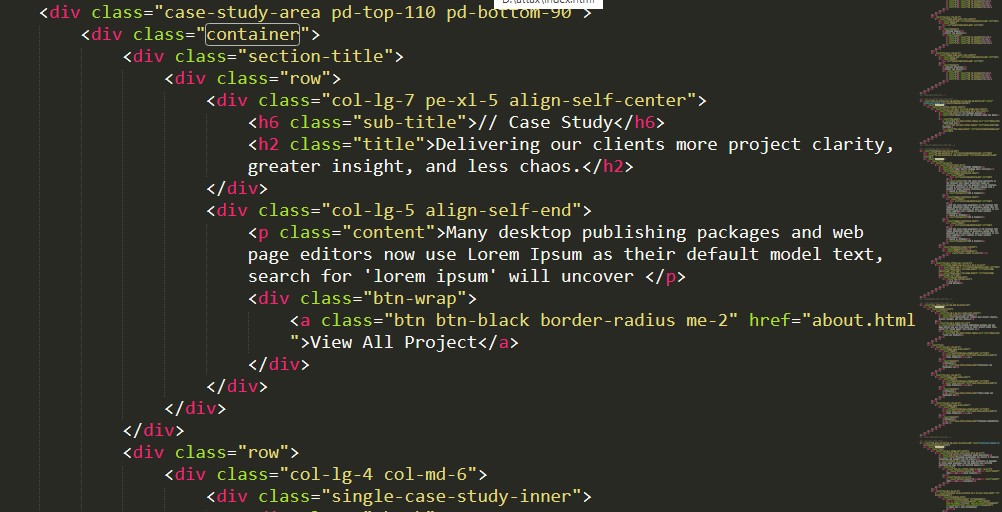 D:\attax\index.html
<div class="case-study-area pd-top-110 pd-bottom-90">
<div class="container">
<div class="section-title">
<div class="row">
<div class="col-lg-7 pe-xl-5 align-self-center">
<h6 class="sub-title">// Case Study</h6>
<h2 class="title">Delivering our clients more project clarity,
greater insight, and less chaos.</h2>
</div>
<div class="col-lg-5 align-self-end">
<p class="content">Many desktop publishing packages and web
page editors now use Lorem Ipsum as their default model text,
search for 'lorem ipsum' will uncover </p>
<div class="btn-wrap">
<a class="btn btn-black border-radius me-2" href="about.html
">View All Project</a>
</div>
</div>
</div>
</div>
<div class="row">
<div class="col-lg-4 col-md-6">
<div class="single-case-study-inner">